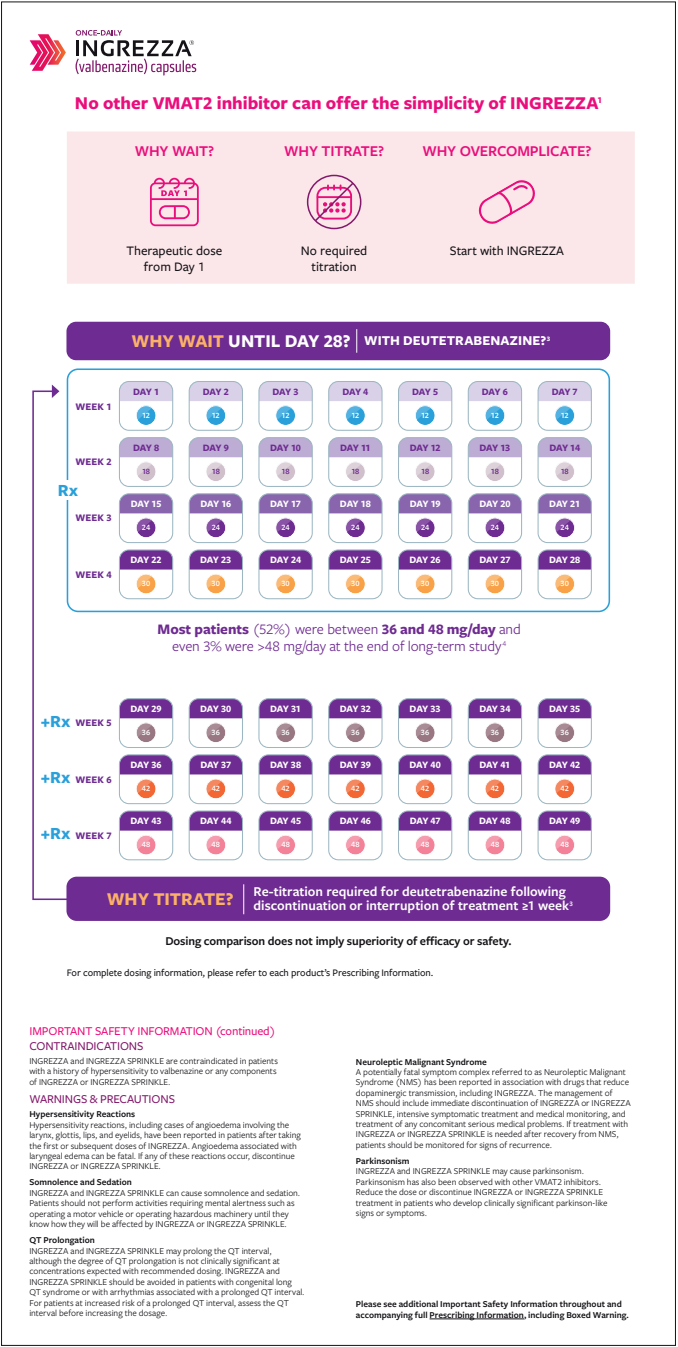 ONCE-DAILY
INGREZZA®
(valbenazine) capsules
No other VMAT2 inhibitor can offer the simplicity of INGREZZA¹
WHY WAIT?
DAY 1
Therapeutic dose
from Day 1
WHY TITRATE?
No required
titration
WHY OVERCOMPLICATE?
Start with INGREZZA
WHY WAIT UNTIL DAY 28? WITH DEUTETRABENAZINE?³
Rx
WEEK 1
DAY 1 DAY 2 DAY 3 DAY 4 DAY 5 DAY 6 DAY 7
12 12 12 12 12 12 12
WEEK 2
DAY 8 DAY 9 DAY 10 DAY 11 DAY 12 DAY 13 DAY 14
18 18 18 18 18 18 18
WEEK 3
DAY 15 DAY 16 DAY 17 DAY 18 DAY 19 DAY 20 DAY 21
24 24 24 24 24 24 24
WEEK 4
DAY 22 DAY 23 DAY 24 DAY 25 DAY 26 DAY 27 DAY 28
30 30 30 30 30 30 30
Most patients (52%) were between 36 and 48 mg/day and
even 3% were >48 mg/day at the end of long-term study⁴
+Rx WEEK 5
DAY 29 DAY 30 DAY 31 DAY 32 DAY 33 DAY 34 DAY 35
36 36 36 36 36 36 36
+Rx WEEK 6
DAY 36 DAY 37 DAY 38 DAY 39 DAY 40 DAY 41 DAY 42
42 42 42 42 42 42 42
+Rx WEEK 7
DAY 43 DAY 44 DAY 45 DAY 46 DAY 47 DAY 48 DAY 49
48 48 48 48 48 48 48
WHY TITRATE?
Re-titration required for deutetrabenazine following
discontinuation or interruption of treatment ≥1 week³
Dosing comparison does not imply superiority of efficacy or safety.
For complete dosing information, please refer to each product's Prescribing Information.
IMPORTANT SAFETY INFORMATION (continued)
CONTRAINDICATIONS
INGREZZA and INGREZZA SPRINKLE are contraindicated in patients
with a history of hypersensitivity to valbenazine or any components
of INGREZZA or INGREZZA SPRINKLE.
WARNINGS & PRECAUTIONS
Hypersensitivity Reactions
Hypersensitivity reactions, including cases of angioedema involving the
larynx, glottis, lips, and eyelids, have been reported in patients after taking
the first or subsequent doses of INGREZZA. Angioedema associated with
laryngeal edema can be fatal. If any of these reactions occur, discontinue
INGREZZA or INGREZZA SPRINKLE.
Somnolence and Sedation
INGREZZA and INGREZZA SPRINKLE can cause somnolence and sedation.
Patients should not perform activities requiring mental alertness such as
operating a motor vehicle or operating hazardous machinery until they
know how they will be affected by INGREZZA or INGREZZA SPRINKLE.
QT Prolongation
INGREZZA and INGREZZA SPRINKLE may prolong the QT interval,
although the degree of QT prolongation is not clinically significant at
concentrations expected with recommended dosing. INGREZZA and
INGREZZA SPRINKLE should be avoided in patients with congenital long
QT syndrome or with arrhythmias associated with a prolonged QT interval.
For patients at increased risk of a prolonged QT interval, assess the QT
interval before increasing the dosage.
Neuroleptic Malignant Syndrome
A potentially fatal symptom complex referred to as Neuroleptic Malignant
Syndrome (NMS) has been reported in association with drugs that reduce
dopaminergic transmission, including INGREZZA. The management of
NMS should include immediate discontinuation of INGREZZA or INGREZZA
SPRINKLE, intensive symptomatic treatment and medical monitoring, and
treatment of any concomitant serious medical problems. If treatment with
INGREZZA or INGREZZA SPRINKLE is needed after recovery from NMS,
patients should be monitored for signs of recurrence.
Parkinsonism
INGREZZA and INGREZZA SPRINKLE may cause parkinsonism.
Parkinsonism has also been observed with other VMAT2 inhibitors.
Reduce the dose or discontinue INGREZZA or INGREZZA SPRINKLE
treatment in patients who develop clinically significant parkinson-like
signs or symptoms.
Please see additional Important Safety Information throughout and
accompanying full Prescribing Information, including Boxed Warning.